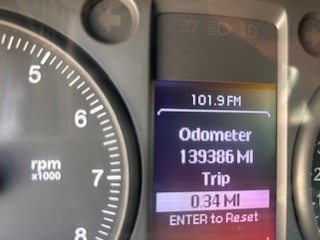 101.9 FM
Odometer
139386 MI
Trip
0.34 MI
ENTER to Reset
5
6
7
8
rpm
x1000